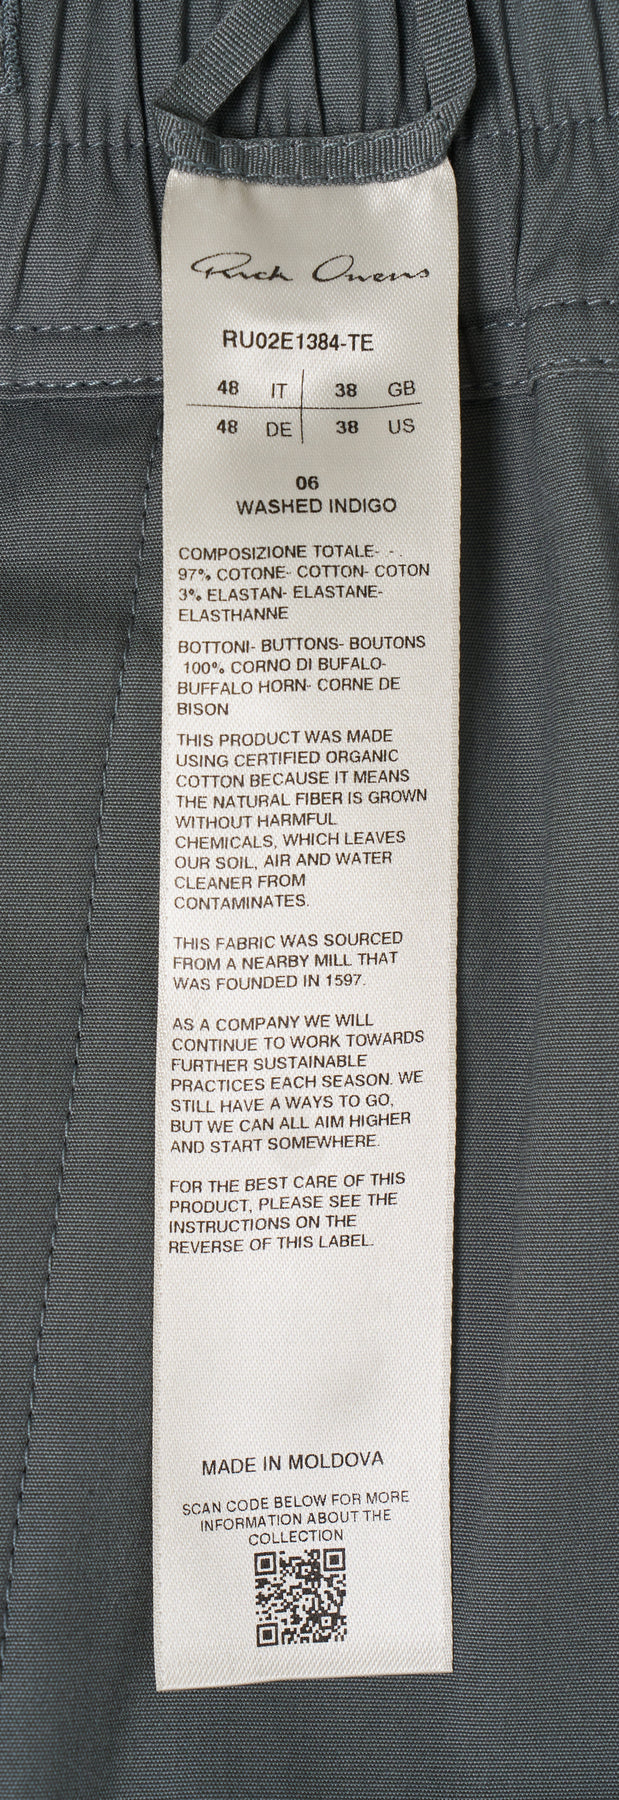 Rick Owens
RU02E1384-TE
48 IT 38 GB
48 DE 38 US
06
WASHED INDIGO
COMPOSIZIONE TOTALE- - .
97% COTONE- COTTON- COTON
3% ELASTAN- ELASTANE-
ELASTHANNE
BOTTONI- BUTTONS- BOUTONS
100% CORNO DI BUFALO-
BUFFALO HORN- CORNE DE
BISON
THIS PRODUCT WAS MADE
USING CERTIFIED ORGANIC
COTTON BECAUSE IT MEANS
THE NATURAL FIBER IS GROWN
WITHOUT HARMFUL
CHEMICALS, WHICH LEAVES
OUR SOIL, AIR AND WATER
CLEANER FROM
CONTAMINATES.
THIS FABRIC WAS SOURCED
FROM A NEARBY MILL THAT
WAS FOUNDED IN 1597.
AS A COMPANY WE WILL
CONTINUE TO WORK TOWARDS
FURTHER SUSTAINABLE
PRACTICES EACH SEASON. WE
STILL HAVE A WAYS TO GO,
BUT WE CAN ALL AIM HIGHER
AND START SOMEWHERE.
FOR THE BEST CARE OF THIS
PRODUCT, PLEASE SEE THE
INSTRUCTIONS ON THE
REVERSE OF THIS LABEL.
MADE IN MOLDOVA
SCAN CODE BELOW FOR MORE
INFORMATION ABOUT THE
COLLECTION